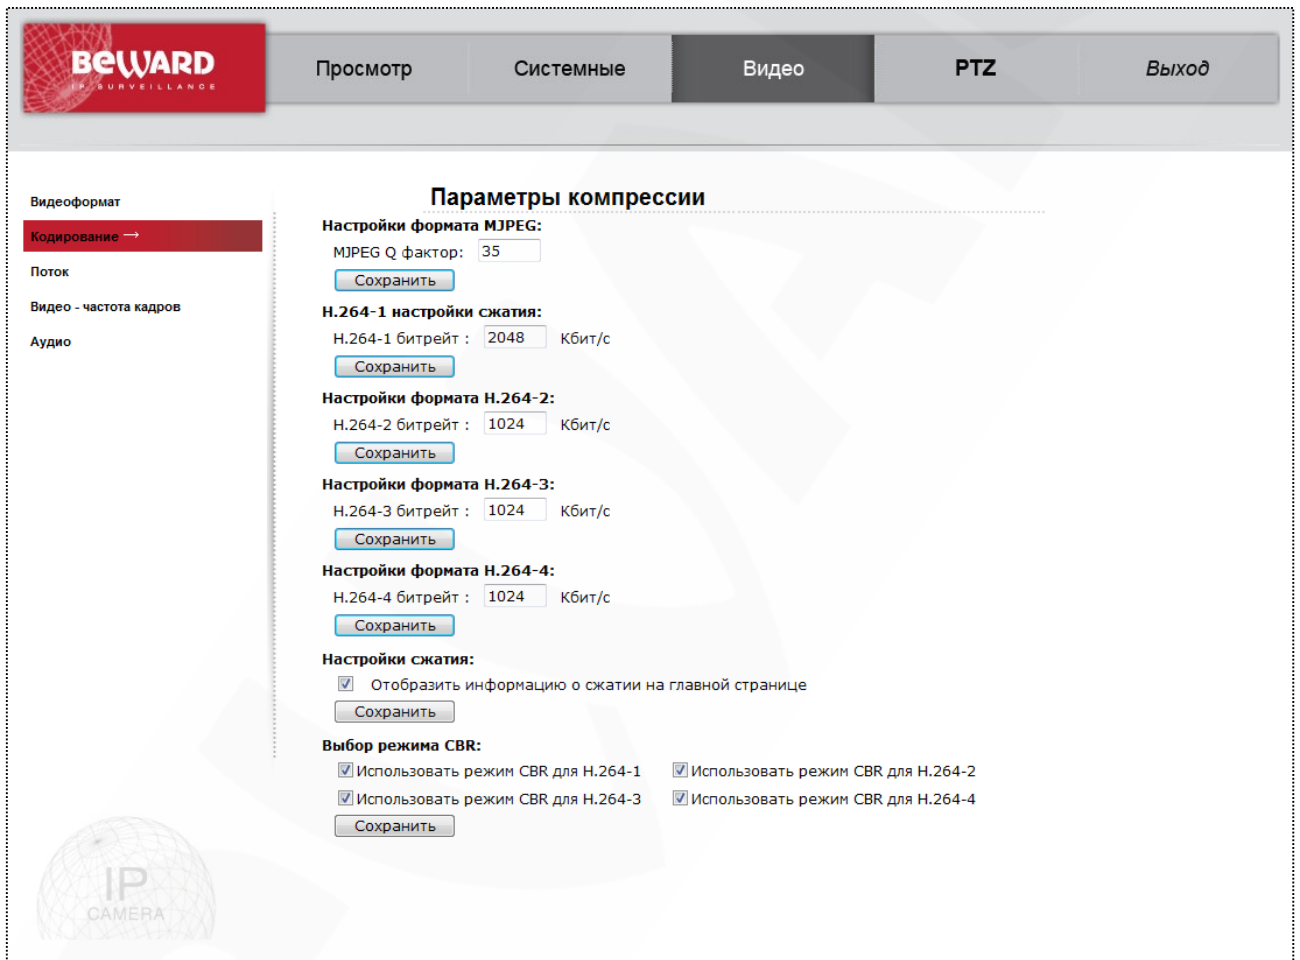 BEWARD
IP SURVEILLANCE
Просмотр
Системные
Видео
PTZ
Выход
Видеоформат
Кодирование →
Поток
Видео - частота кадров
Аудио
Параметры компрессии
Настройки формата MJPEG:
MJPEG Q фактор: 35
Сохранить
H.264-1 настройки сжатия:
H.264-1 битрейт : 2048 Кбит/с
Сохранить
Настройки формата H.264-2:
H.264-2 битрейт : 1024 Кбит/с
Сохранить
Настройки формата H.264-3:
H.264-3 битрейт : 1024 Кбит/с
Сохранить
Настройки формата H.264-4:
H.264-4 битрейт : 1024 Кбит/с
Сохранить
Настройки сжатия:
Отобразить информацию о сжатии на главной странице
Сохранить
Выбор режима CBR:
Использовать режим CBR для H.264-1 Использовать режим CBR для H.264-2
Использовать режим CBR для H.264-3 Использовать режим CBR для H.264-4
Сохранить
IP
CAMERA